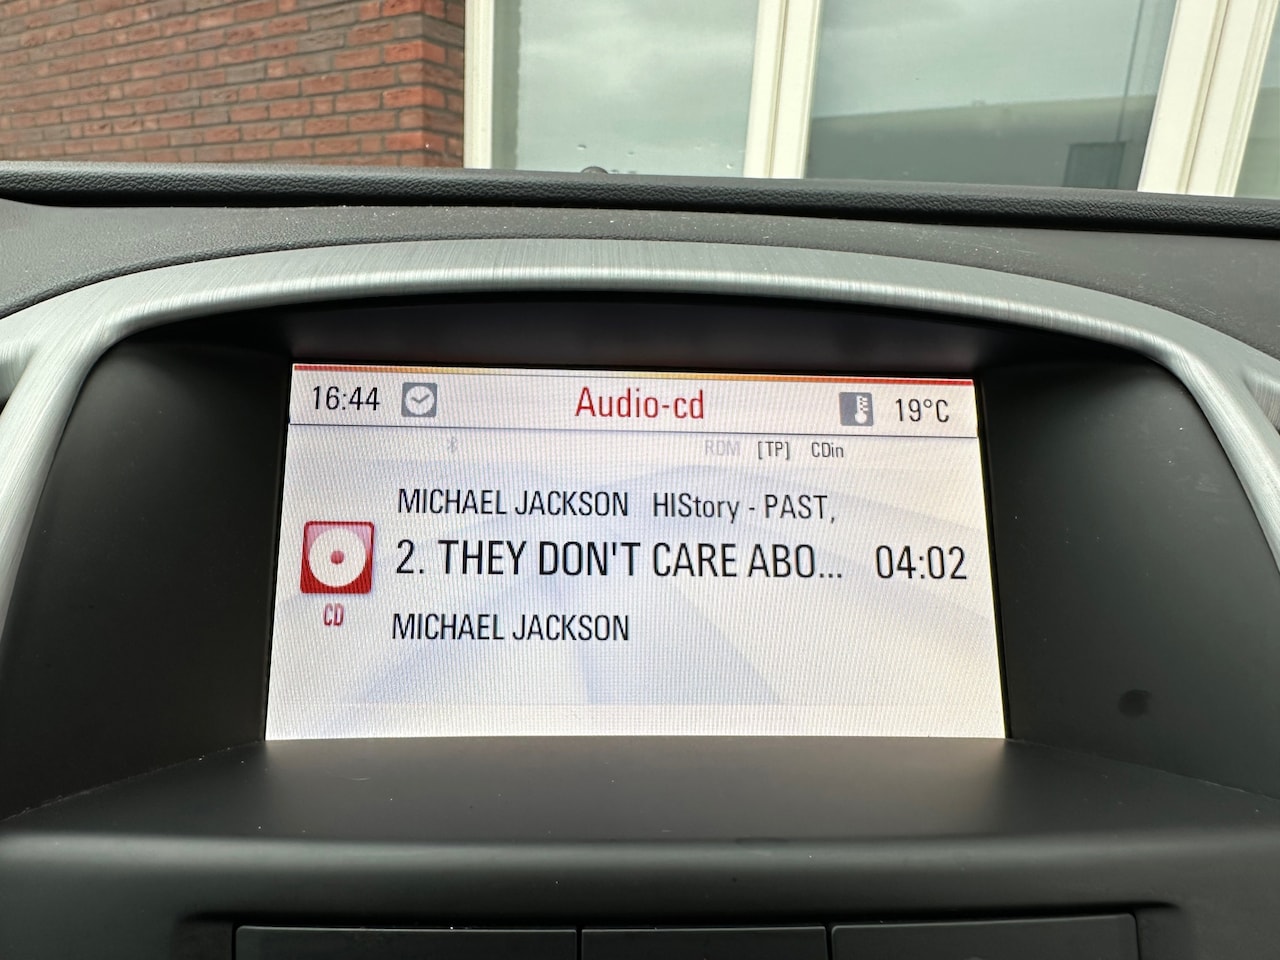 16:44 Audio-cd 19°C
RDM [TP] CDin
MICHAEL JACKSON HIStory - PAST,
2. THEY DON'T CARE ABO... 04:02
CD
MICHAEL JACKSON